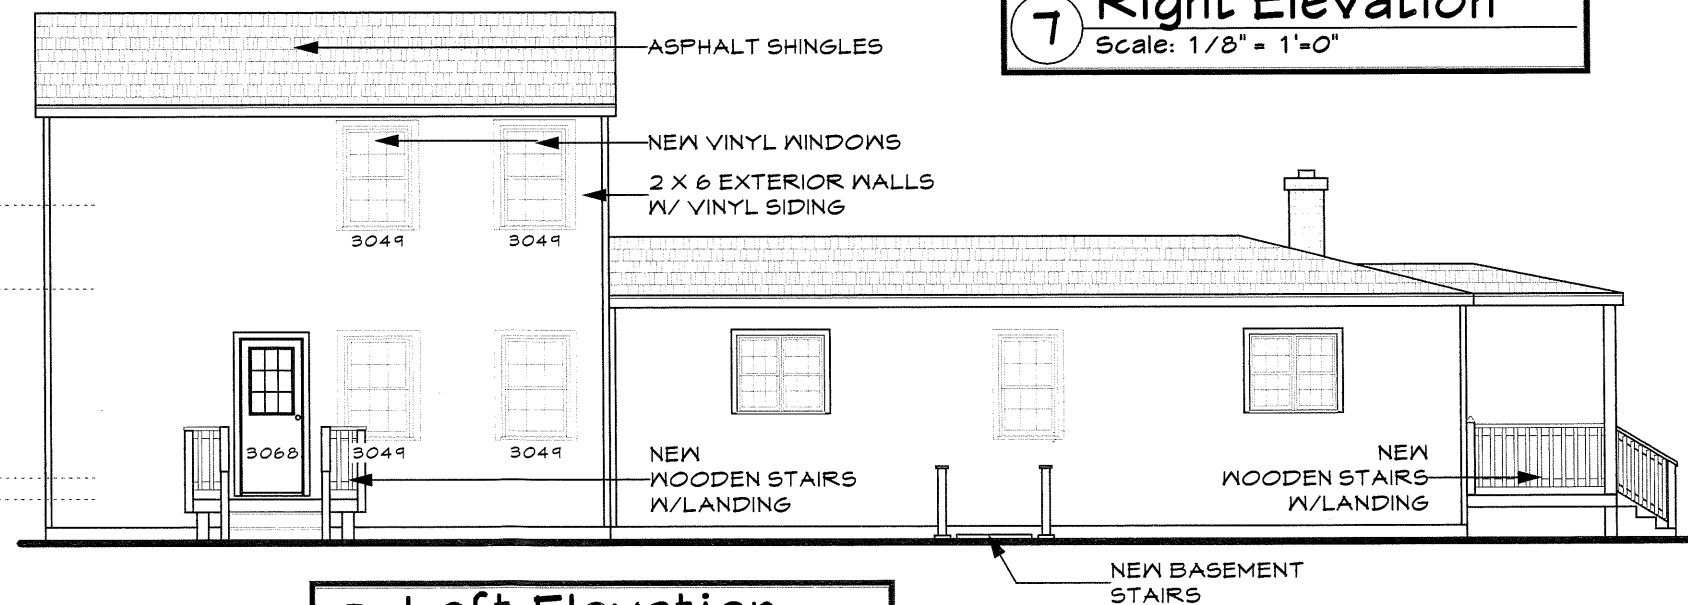 Right Elevation
7
Scale: 1/8" = 1'=0"
ASPHALT SHINGLES
NEW VINYL WINDOWS
2 X 6 EXTERIOR WALLS
W/ VINYL SIDING
3049
3049
3068
3049
3049
NEW
WOODEN STAIRS
W/LANDING
NEW
WOODEN STAIRS
W/LANDING
NEW BASEMENT
STAIRS
Left Elevation